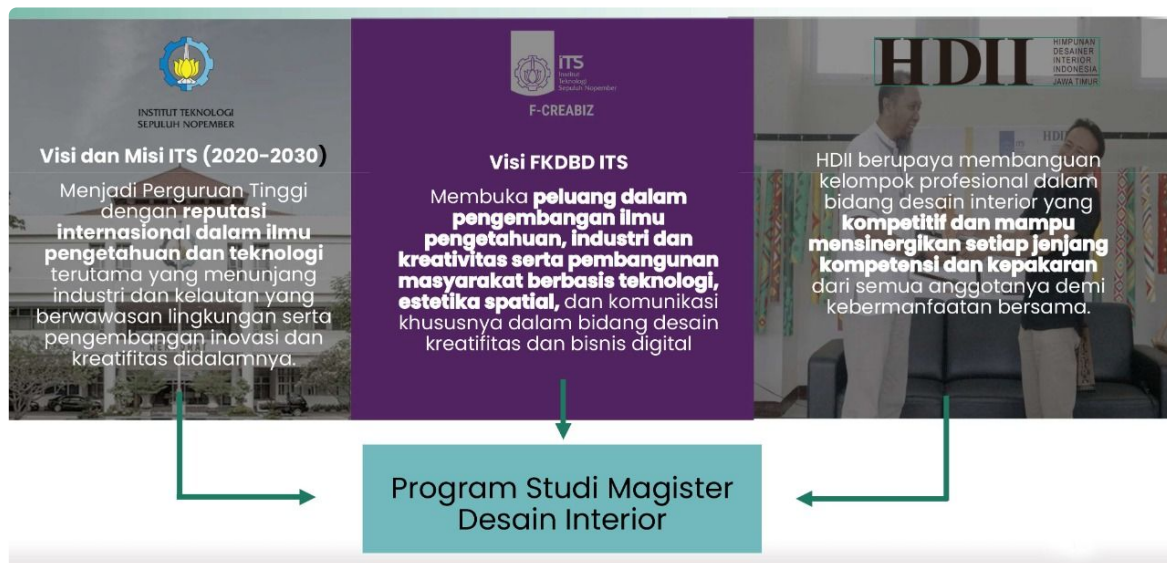 INSTITUT TEKNOLOGI
SEPULUH NOPEMBER
Visi dan Misi ITS (2020-2030)
Menjadi Perguruan Tinggi
dengan reputasi
internasional dalam ilmu
pengetahuan dan teknologi
terutama yang menunjang
industri dan kelautan yang
berwawasan lingkungan serta
pengembangan inovasi dan
kreatifitas didalamnya.
ITS
Institut
Teknologi
Sepuluh Nopember
F-CREABIZ
Visi FKDBD ITS
Membuka peluang dalam
pengembangan ilmu
pengetahuan, industri dan
kreativitas serta pembangunan
masyarakat berbasis teknologi,
estetika spatial, dan komunikasi
khususnya dalam bidang desain
kreatifitas dan bisnis digital
HDII
HIMPUNAN
DESAINER
INTERIOR
INDONESIA
JAWA TIMUR
HDII berupaya membanguan
kelompok profesional dalam
bidang desain interior yang
kompetitif dan mampu
mensinergikan setiap jenjang
kompetensi dan kepakaran
dari semua anggotanya demi
kebermanfaatan bersama.
Program Studi Magister
Desain Interior